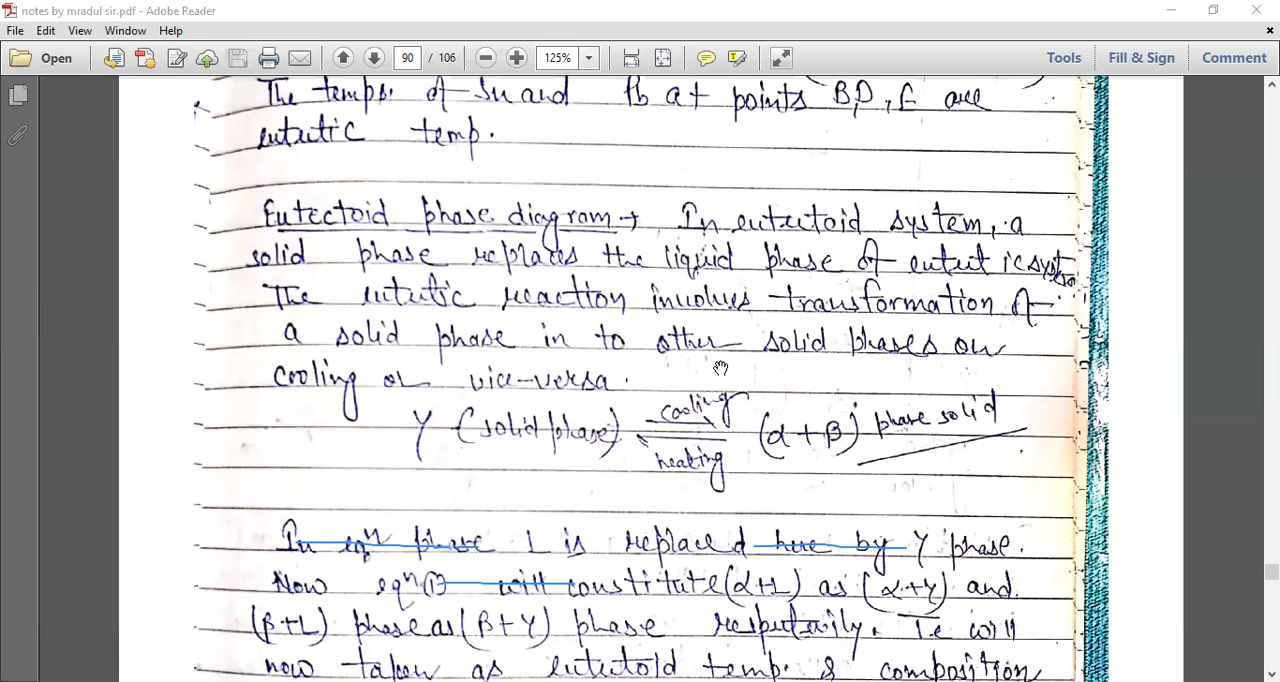 notes by mradul sir.pdf - Adobe Reader
File Edit View Window Help
Open 90 / 106 125% Tools Fill & Sign Comment
The temps. of Sn and Pb at points B, D, E are
eutectic temp.
Eutectoid phase diagram → In eutectoid system, a
solid phase replaces the liquid phase of eutectic system
The eutectic reaction involves transformation of
a solid phase in to other solid phases on
cooling or vice-versa.
γ (solid phase) cooling heating (α+β) phase solid
In eqn phase L is replaced here by γ phase.
Now eqn (1) will constitute (α+L) as (α+γ) and
(β+L) phase as (β+γ) phase respectively. Te will
now taken as eutectoid temp. & composition